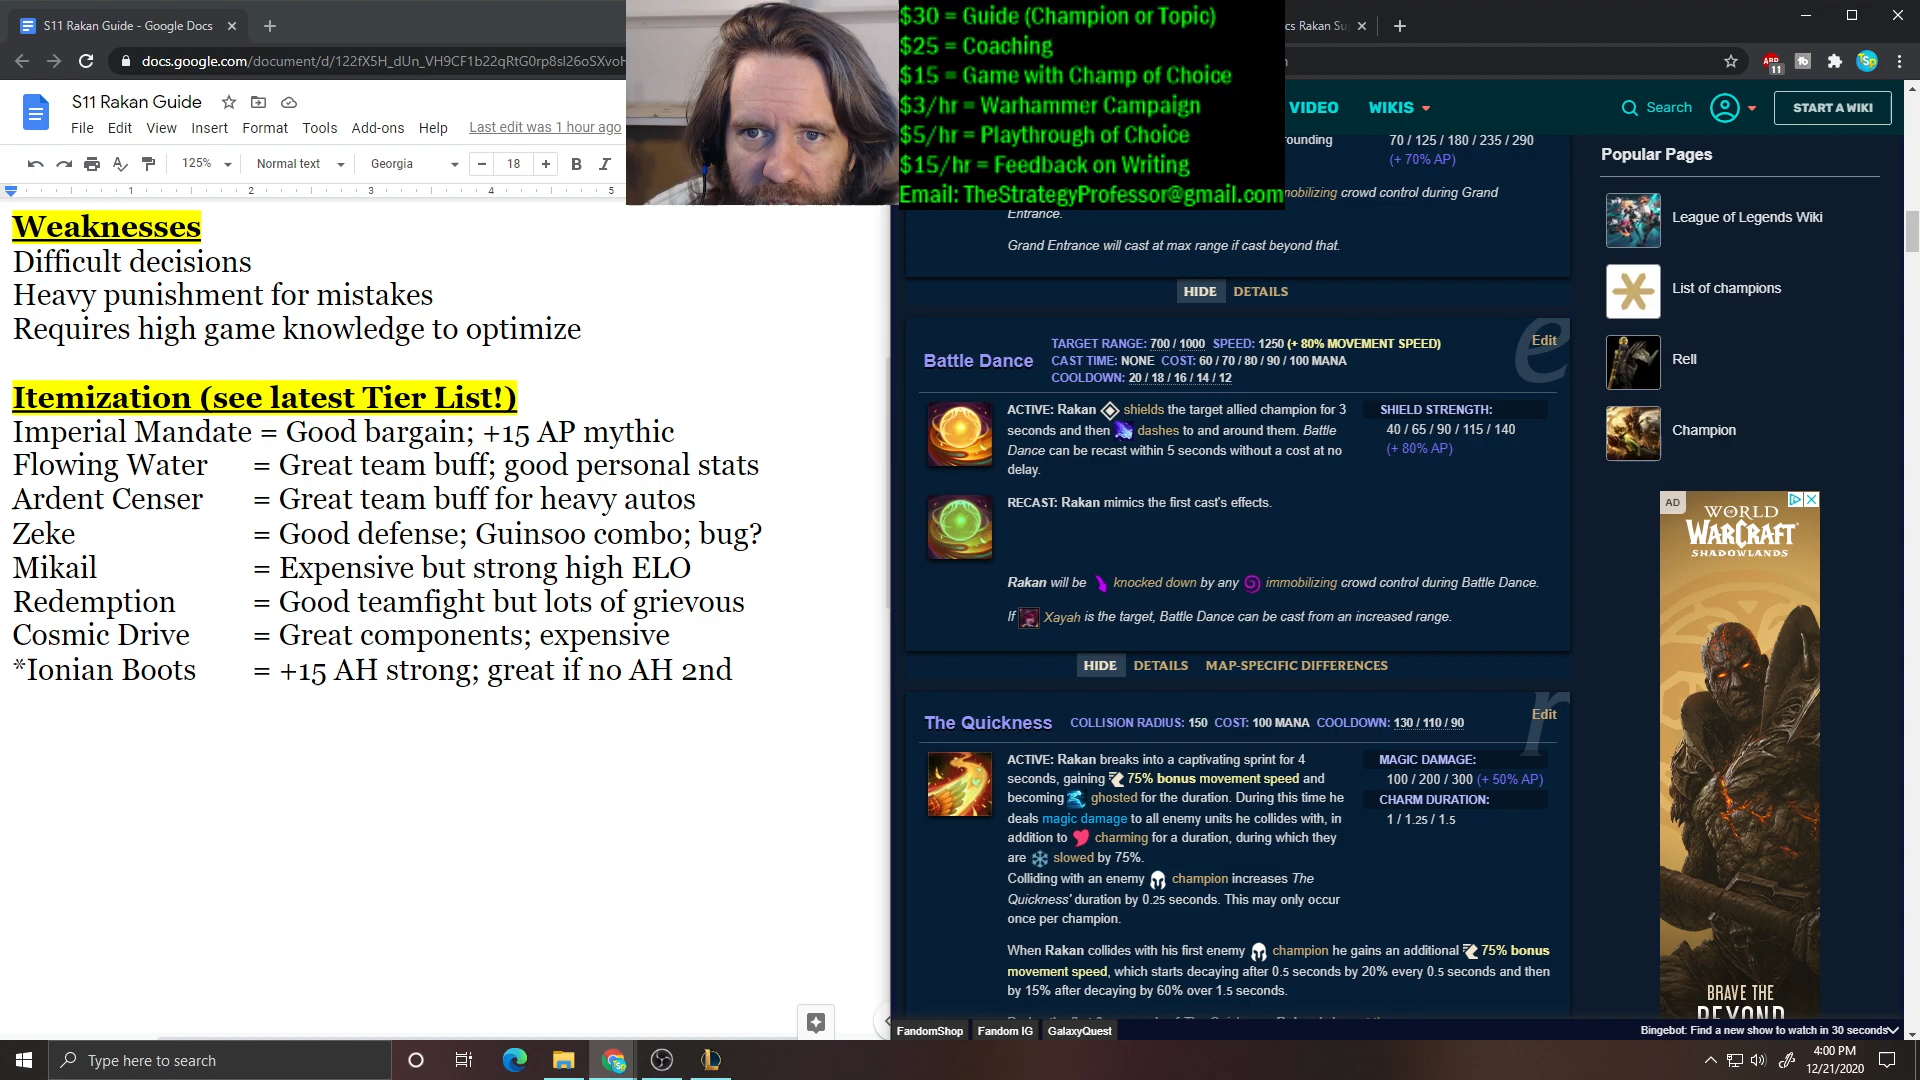 S11 Rakan Guide - Google Docs
docs.google.com/document/d/122fX5H_dUn_VH9CF1b22qRtG0rp8sl26oSXvoH
S11 Rakan Guide
File Edit View Insert Format Tools Add-ons Help Last edit was 1 hour ago
125% Normal text Georgia 18 B I
1 2 3 4 5
Weaknesses
Difficult decisions
Heavy punishment for mistakes
Requires high game knowledge to optimize
Itemization (see latest Tier List!)
Imperial Mandate = Good bargain; +15 AP mythic
Flowing Water = Great team buff; good personal stats
Ardent Censer = Great team buff for heavy autos
Zeke = Good defense; Guinsoo combo; bug?
Mikail = Expensive but strong high ELO
Redemption = Good teamfight but lots of grievous
Cosmic Drive = Great components; expensive
*Ionian Boots = +15 AH strong; great if no AH 2nd
$30 = Guide (Champion or Topic)
$25 = Coaching
$15 = Game with Champ of Choice
$3/hr = Warhammer Campaign
$5/hr = Playthrough of Choice
$15/hr = Feedback on Writing
Email: TheStrategyProfessor@gmail.com
cs Rakan Su
ABP
11
tb
TSp
VIDEO WIKIS Search START A WIKI
rounding 70 / 125 / 180 / 235 / 290
(+ 70% AP)
mobilizing crowd control during Grand
Entrance.
Grand Entrance will cast at max range if cast beyond that.
HIDE DETAILS
e
Edit
Battle Dance
TARGET RANGE: 700 / 1000 SPEED: 1250 (+ 80% MOVEMENT SPEED)
CAST TIME: NONE COST: 60 / 70 / 80 / 90 / 100 MANA
COOLDOWN: 20 / 18 / 16 / 14 / 12
ACTIVE: Rakan shields the target allied champion for 3
seconds and then dashes to and around them. Battle
Dance can be recast within 5 seconds without a cost at no
delay.
SHIELD STRENGTH:
40 / 65 / 90 / 115 / 140
(+ 80% AP)
RECAST: Rakan mimics the first cast's effects.
Rakan will be knocked down by any immobilizing crowd control during Battle Dance.
If Xayah is the target, Battle Dance can be cast from an increased range.
HIDE DETAILS MAP-SPECIFIC DIFFERENCES
r
Edit
The Quickness COLLISION RADIUS: 150 COST: 100 MANA COOLDOWN: 130 / 110 / 90
ACTIVE: Rakan breaks into a captivating sprint for 4
seconds, gaining 75% bonus movement speed and
becoming ghosted for the duration. During this time he
deals magic damage to all enemy units he collides with, in
addition to charming for a duration, during which they
are slowed by 75%.
Colliding with an enemy champion increases The
Quickness' duration by 0.25 seconds. This may only occur
once per champion.
MAGIC DAMAGE:
100 / 200 / 300 (+ 50% AP)
CHARM DURATION:
1 / 1.25 / 1.5
When Rakan collides with his first enemy champion he gains an additional 75% bonus
movement speed, which starts decaying after 0.5 seconds by 20% every 0.5 seconds and then
by 15% after decaying by 60% over 1.5 seconds.
FandomShop Fandom IG GalaxyQuest
Popular Pages
League of Legends Wiki
List of champions
Rell
Champion
AD
WORLD
WARCRAFT
SHADOWLANDS
BRAVE THE
BEYOND
Bingebot: Find a new show to watch in 30 seconds
Type here to search
4:00 PM
12/21/2020